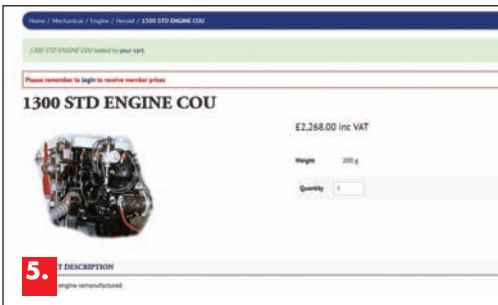 Home / Mechanical / Engine / Herald / 1300 STD ENGINE COU
1300 STD ENGINE COU added to your cart.
Please remember to login to receive member prices
1300 STD ENGINE COU
£2,268.00 inc VAT
Weight 200 g
Quantity 1
T DESCRIPTION
engine remanufactured
5.